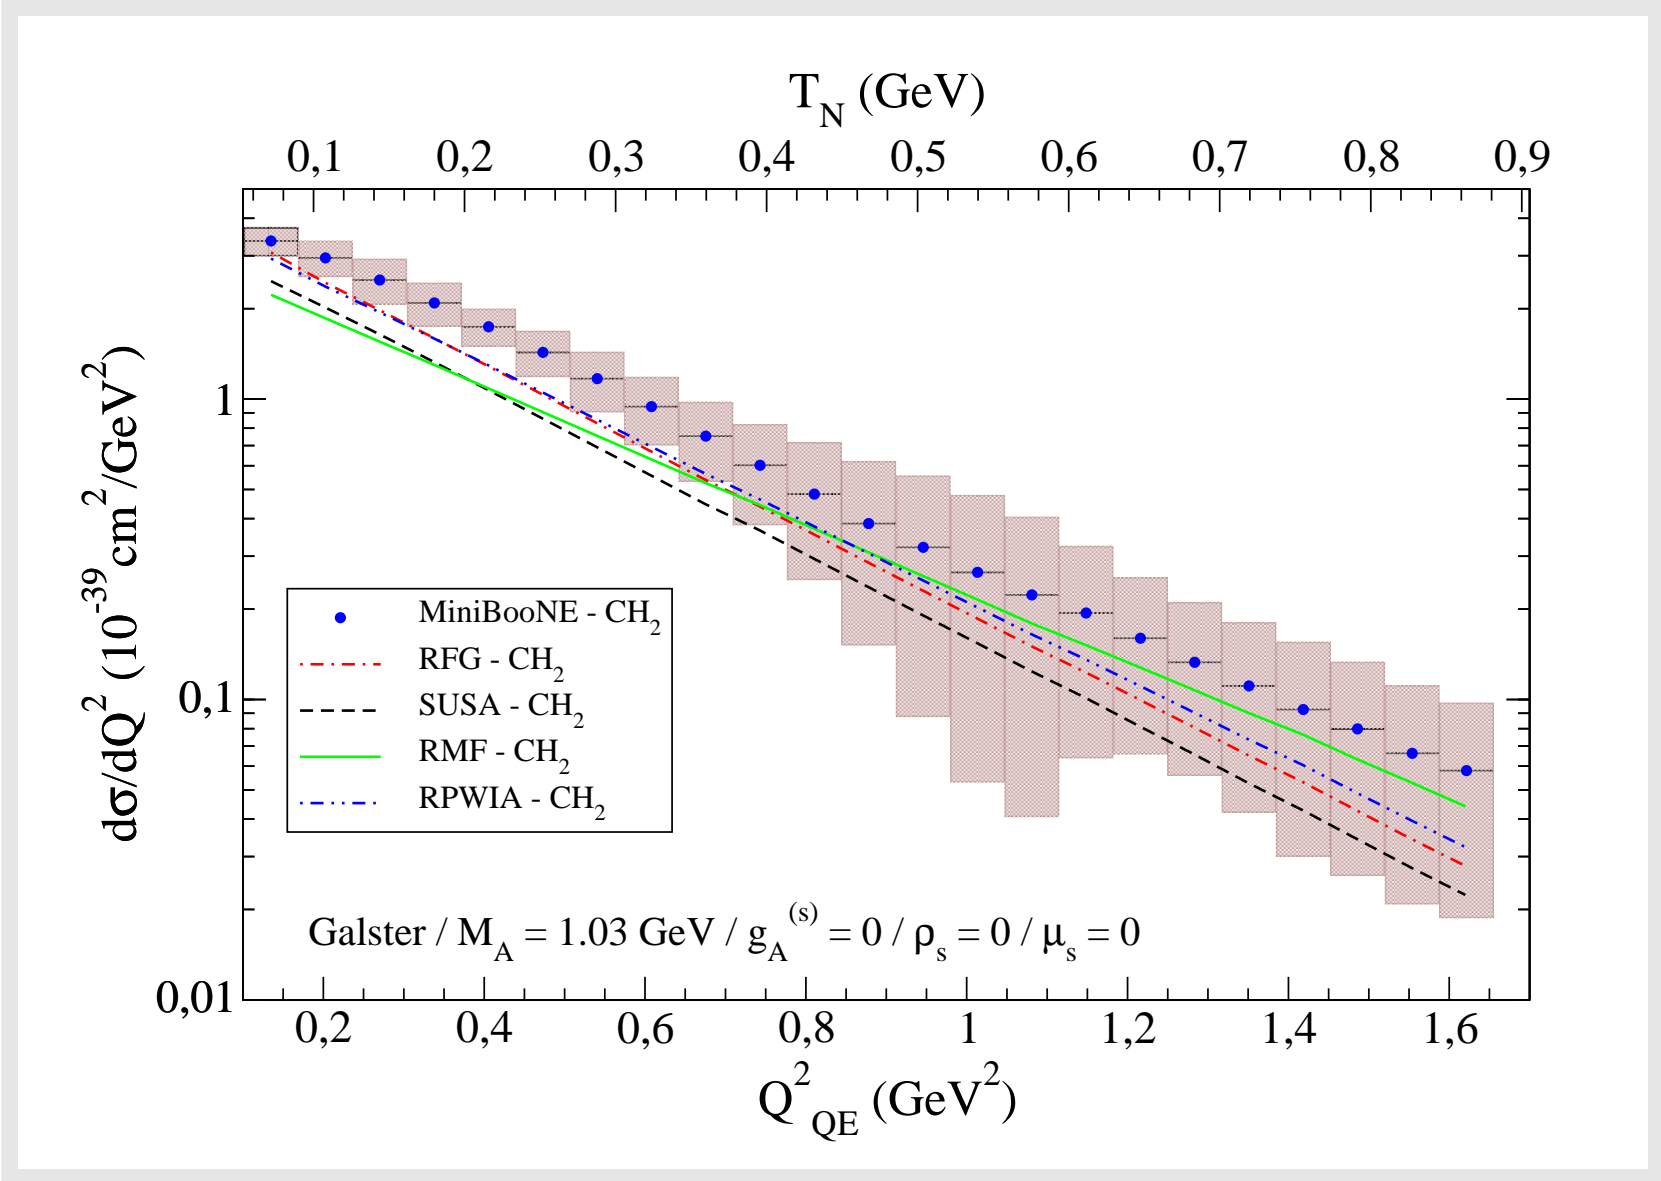 T_N (GeV)
0,1 0,2 0,3 0,4 0,5 0,6 0,7 0,8 0,9
dσ/dQ² (10⁻³⁹ cm²/GeV²)
1
0,1
0,01
MiniBooNE - CH₂
RFG - CH₂
SUSA - CH₂
RMF - CH₂
RPWIA - CH₂
Galster / M_A = 1.03 GeV / g_A^(s) = 0 / ρ_s = 0 / μ_s = 0
0,2 0,4 0,6 0,8 1 1,2 1,4 1,6
Q²_QE (GeV²)